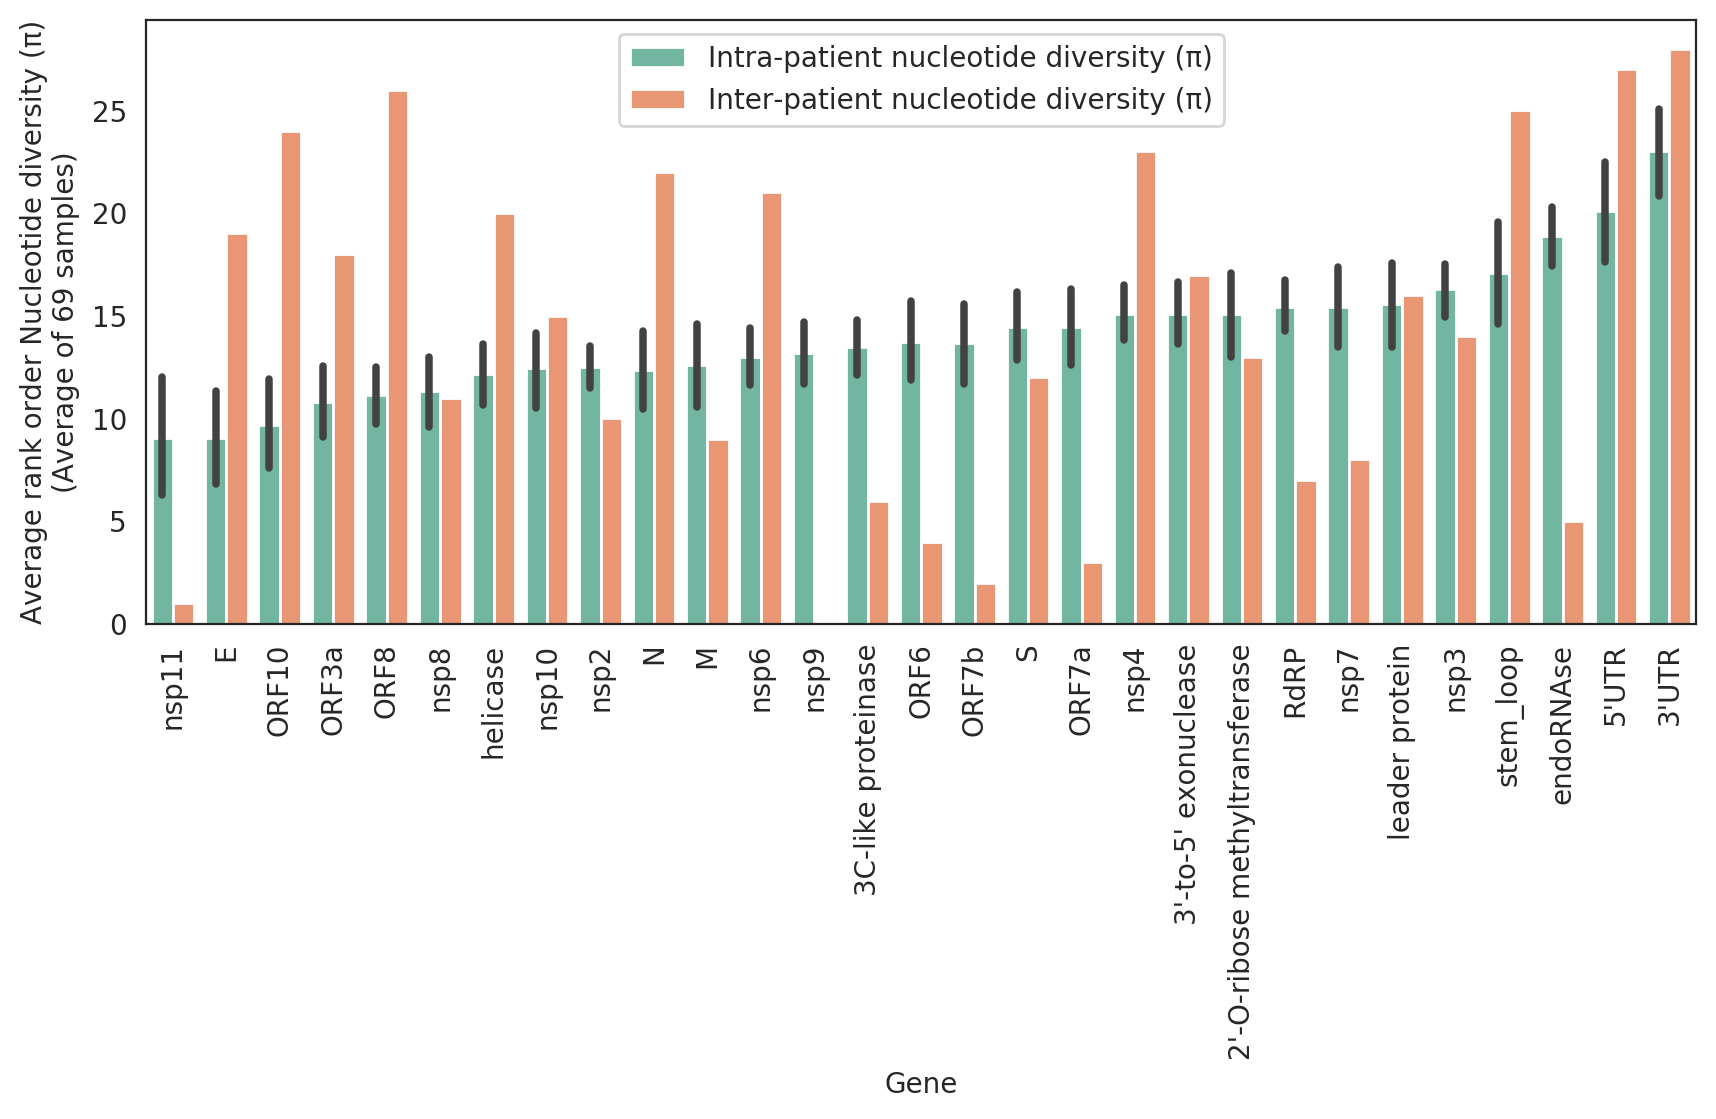 Average rank order Nucleotide diversity (π)
(Average of 69 samples)
Intra-patient nucleotide diversity (π)
Inter-patient nucleotide diversity (π)
25
20
15
10
5
0
nsp11
E
ORF10
ORF3a
ORF8
nsp8
helicase
nsp10
nsp2
N
M
nsp6
nsp9
3C-like proteinase
ORF6
ORF7b
S
ORF7a
nsp4
3'-to-5' exonuclease
2'-O-ribose methyltransferase
RdRP
nsp7
leader protein
nsp3
stem_loop
endoRNAse
5'UTR
3'UTR
Gene